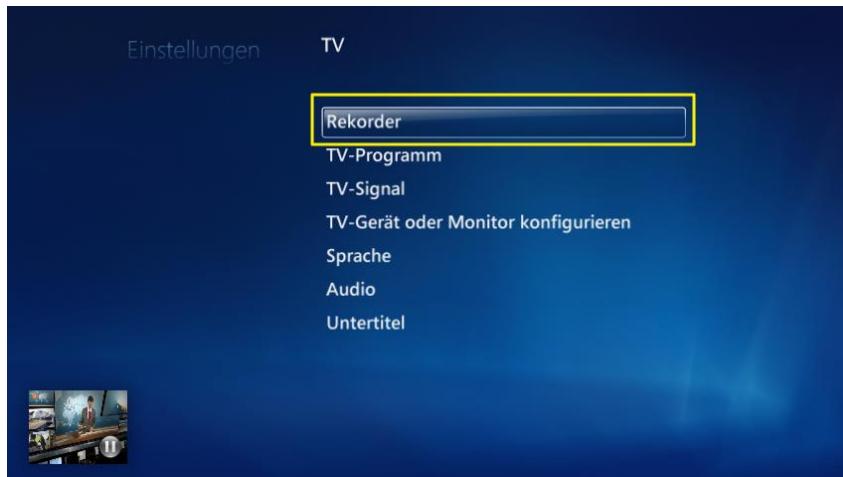 Einstellungen
TV
Rekorder
TV-Programm
TV-Signal
TV-Gerät oder Monitor konfigurieren
Sprache
Audio
Untertitel